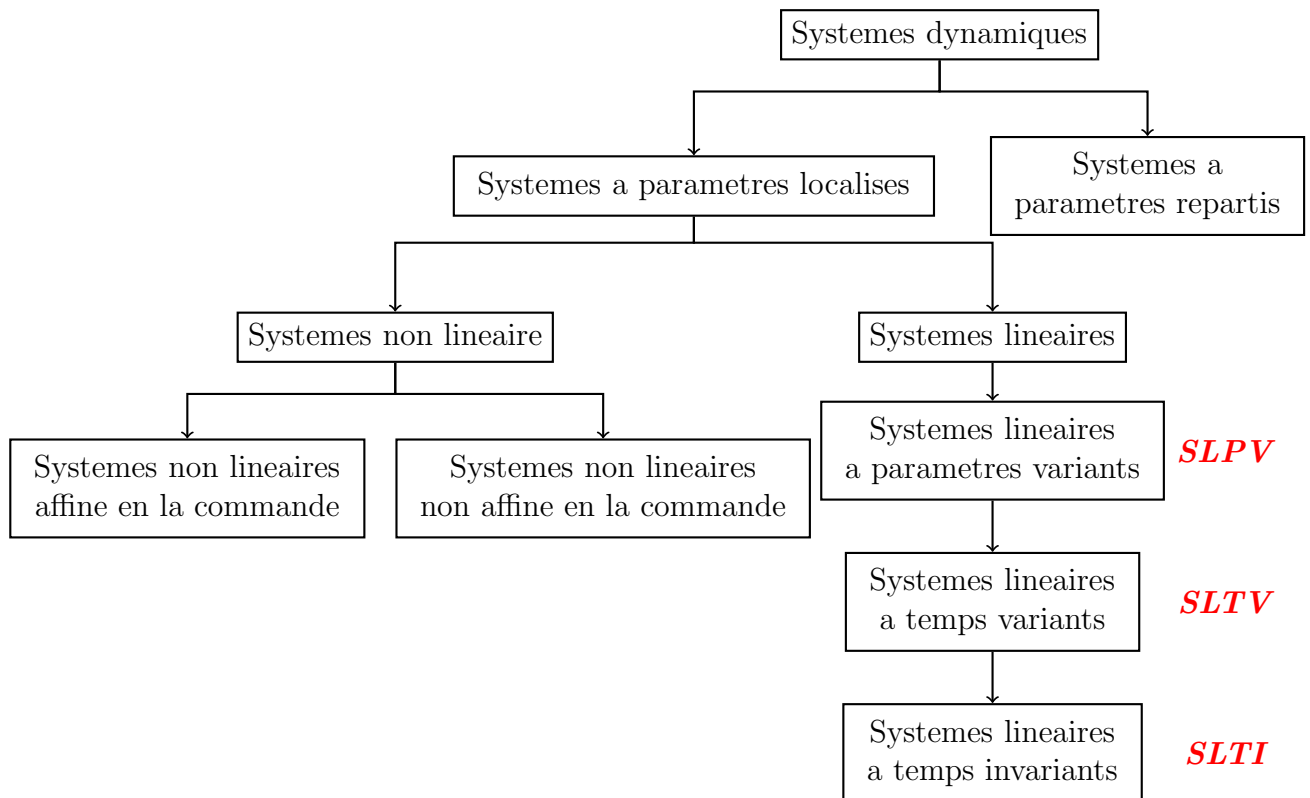 Systemes dynamiques
Systemes a parametres localises
Systemes a
parametres repartis
Systemes non lineaire
Systemes lineaires
Systemes non lineaires
affine en la commande
Systemes non lineaires
non affine en la commande
Systemes lineaires
a parametres variants
SLPV
Systemes lineaires
a temps variants
SLTV
Systemes lineaires
a temps invariants
SLTI